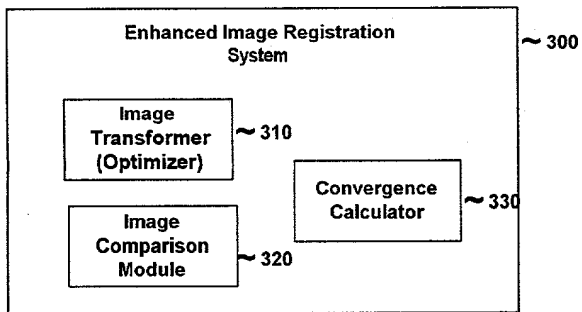 Enhanced Image Registration
System
~ 300
Image
Transformer
(Optimizer)
~ 310
Convergence
Calculator
~ 330
Image
Comparison
Module
~ 320